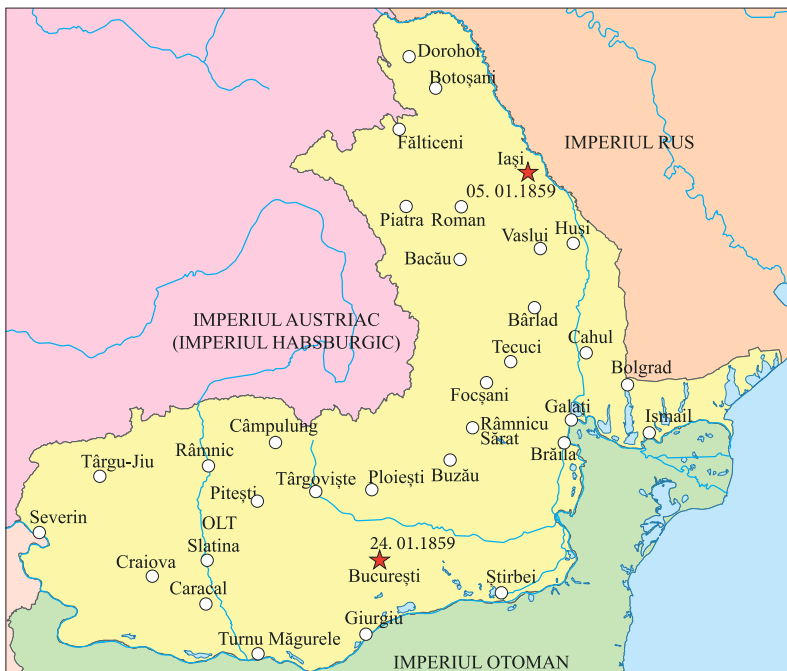 Dorohoi
Botoșani
Fălticeni
Iași
IMPERIUL RUS
05. 01.1859
Piatra
Roman
Vaslui
Huși
Bacău
IMPERIUL AUSTRIAC
(IMPERIUL HABSBURGIC)
Bârlad
Tecuci
Cahul
Bolgrad
Focșani
Galați
Ismail
Câmpulung
Râmnicu
Sărat
Brăila
Râmnic
Târgu-Jiu
Târgoviște
Ploiești
Buzău
Pitești
Severin
OLT
24. 01.1859
Slatina
Craiova
București
Știrbei
Caracal
Giurgiu
Turnu Măgurele
IMPERIUL OTOMAN